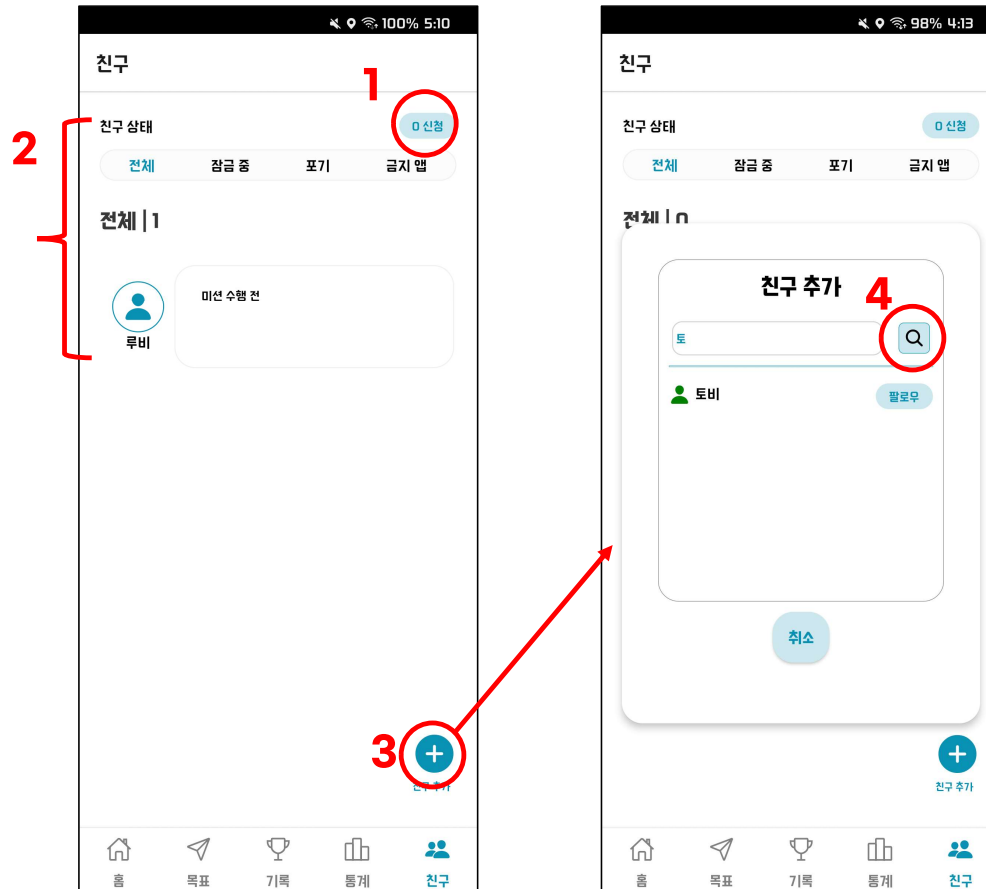 100% 5:10
친구
1
2
친구 상태
0 신청
전체 잠금 중 포기 금지 앱
전체 | 1
미션 수행 전
루비
3
친구 추가
홈 목표 기록 통계 친구
98% 4:13
친구
친구 상태
0 신청
전체 잠금 중 포기 금지 앱
전체 | 0
친구 추가
4
토
토비
팔로우
취소
친구 추가
홈 목표 기록 통계 친구